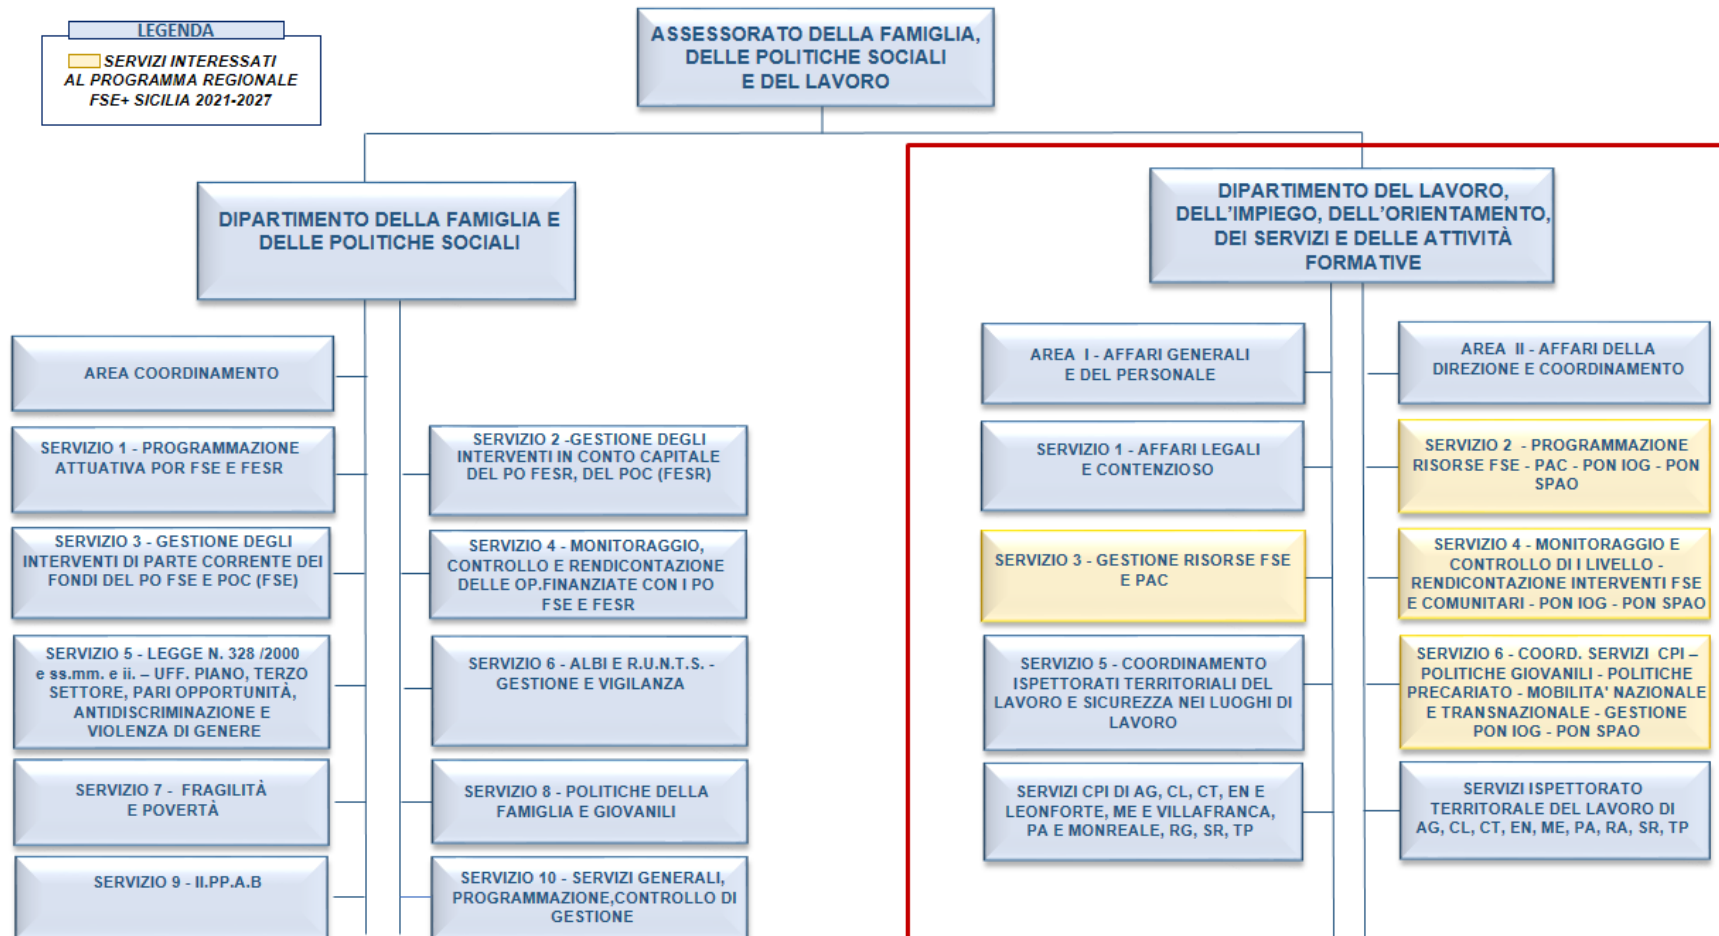 LEGENDA
SERVIZI INTERESSATI
AL PROGRAMMA REGIONALE
FSE+ SICILIA 2021-2027
ASSESSORATO DELLA FAMIGLIA,
DELLE POLITICHE SOCIALI
E DEL LAVORO
DIPARTIMENTO DELLA FAMIGLIA E
DELLE POLITICHE SOCIALI
AREA COORDINAMENTO
SERVIZIO 1 - PROGRAMMAZIONE
ATTUATIVA POR FSE E FESR
SERVIZIO 2 -GESTIONE DEGLI
INTERVENTI IN CONTO CAPITALE
DEL PO FESR, DEL POC (FESR)
SERVIZIO 3 - GESTIONE DEGLI
INTERVENTI DI PARTE CORRENTE DEI
FONDI DEL PO FSE E POC (FSE)
SERVIZIO 4 - MONITORAGGIO,
CONTROLLO E RENDICONTAZIONE
DELLE OP.FINANZIATE CON I PO
FSE E FESR
SERVIZIO 5 - LEGGE N. 328 /2000
e ss.mm. e ii. – UFF. PIANO, TERZO
SETTORE, PARI OPPORTUNITÀ,
ANTIDISCRIMINAZIONE E
VIOLENZA DI GENERE
SERVIZIO 6 - ALBI E R.U.N.T.S. -
GESTIONE E VIGILANZA
SERVIZIO 7 - FRAGILITÀ
E POVERTÀ
SERVIZIO 8 - POLITICHE DELLA
FAMIGLIA E GIOVANILI
SERVIZIO 9 - II.PP.A.B
SERVIZIO 10 - SERVIZI GENERALI,
PROGRAMMAZIONE,CONTROLLO DI
GESTIONE
DIPARTIMENTO DEL LAVORO,
DELL'IMPIEGO, DELL'ORIENTAMENTO,
DEI SERVIZI E DELLE ATTIVITÀ
FORMATIVE
AREA I - AFFARI GENERALI
E DEL PERSONALE
AREA II - AFFARI DELLA
DIREZIONE E COORDINAMENTO
SERVIZIO 1 - AFFARI LEGALI
E CONTENZIOSO
SERVIZIO 2 - PROGRAMMAZIONE
RISORSE FSE - PAC - PON IOG - PON
SPAO
SERVIZIO 3 - GESTIONE RISORSE FSE
E PAC
SERVIZIO 4 - MONITORAGGIO E
CONTROLLO DI I LIVELLO -
RENDICONTAZIONE INTERVENTI FSE
E COMUNITARI - PON IOG - PON SPAO
SERVIZIO 5 - COORDINAMENTO
ISPETTORATI TERRITORIALI DEL
LAVORO E SICUREZZA NEI LUOGHI DI
LAVORO
SERVIZIO 6 - COORD. SERVIZI CPI –
POLITICHE GIOVANILI - POLITICHE
PRECARIATO - MOBILITA' NAZIONALE
E TRANSNAZIONALE - GESTIONE
PON IOG - PON SPAO
SERVIZI CPI DI AG, CL, CT, EN E
LEONFORTE, ME E VILLAFRANCA,
PA E MONREALE, RG, SR, TP
SERVIZI ISPETTORATO
TERRITORALE DEL LAVORO DI
AG, CL, CT, EN, ME, PA, RA, SR, TP